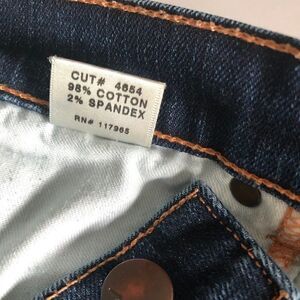 CUT# 4654
98% COTTON
2% SPANDEX
RN# 117965